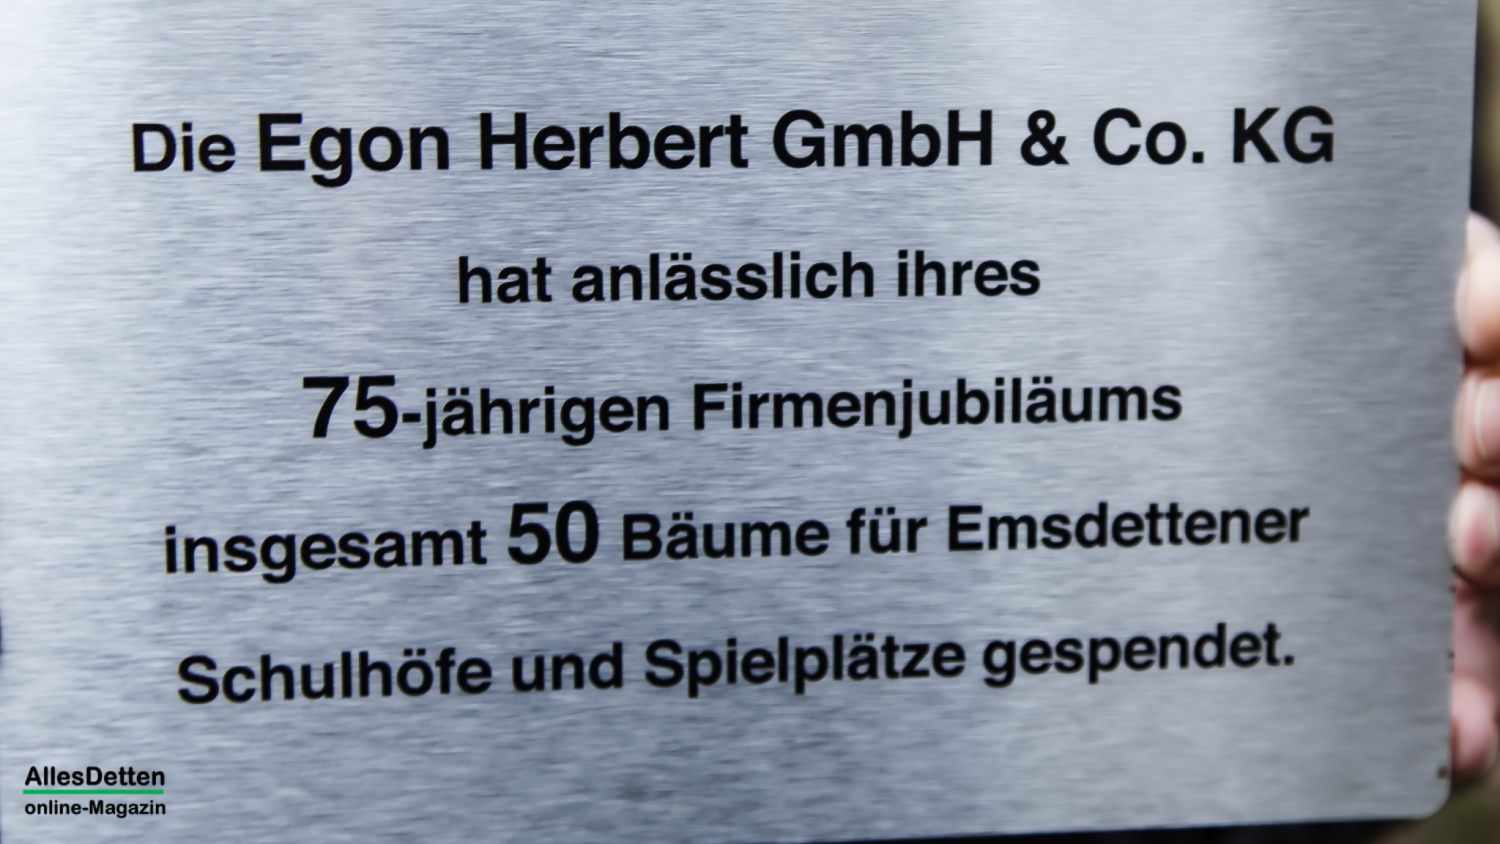 Die Egon Herbert GmbH & Co. KG
hat anlässlich ihres
75-jährigen Firmenjubiläums
insgesamt 50 Bäume für Emsdettener
Schulhöfe und Spielplätze gespendet.
AllesDetten
online-Magazin